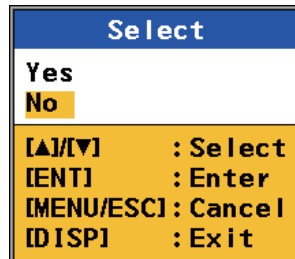 Select
Yes
No
[▲]/[▼] : Select
[ENT] : Enter
[MENU/ESC] : Cancel
[DISP] : Exit